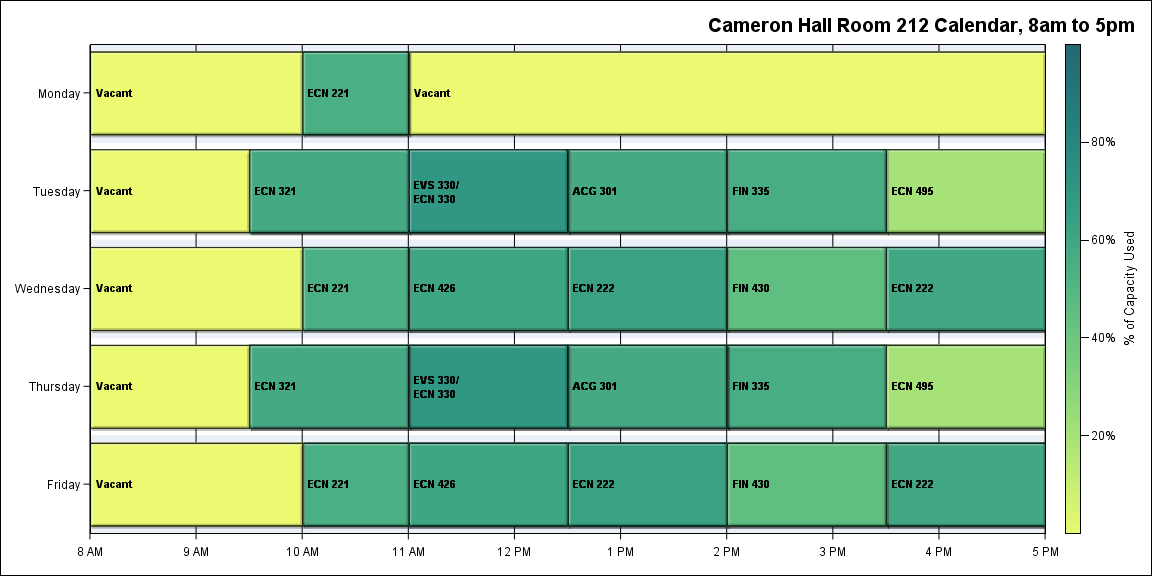 Cameron Hall Room 212 Calendar, 8am to 5pm
Monday
Vacant
ECN 221
Vacant
Tuesday
Vacant
ECN 321
EVS 330/
ECN 330
ACG 301
FIN 335
ECN 495
Wednesday
Vacant
ECN 221
ECN 426
ECN 222
FIN 430
ECN 222
Thursday
Vacant
ECN 321
EVS 330/
ECN 330
ACG 301
FIN 335
ECN 495
Friday
Vacant
ECN 221
ECN 426
ECN 222
FIN 430
ECN 222
8 AM
9 AM
10 AM
11 AM
12 PM
1 PM
2 PM
3 PM
4 PM
5 PM
80%
60%
40%
20%
% of Capacity Used